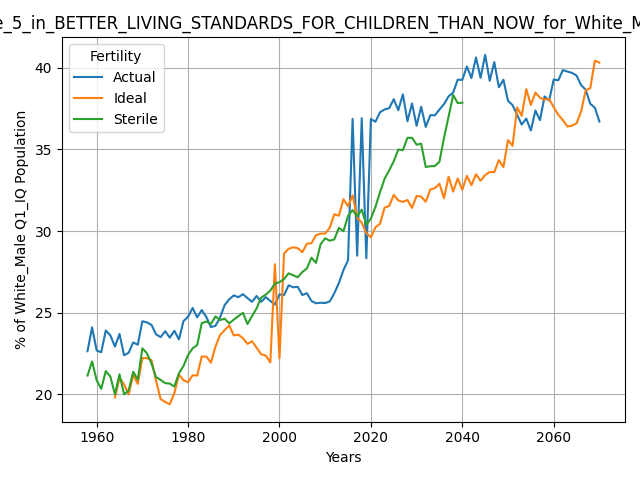 e_5_in_BETTER_LIVING_STANDARDS_FOR_CHILDREN_THAN_NOW_for_White_M
Fertility
Actual
Ideal
Sterile
% of White_Male Q1_IQ Population
40
35
30
25
20
1960 1980 2000 2020 2040 2060
Years